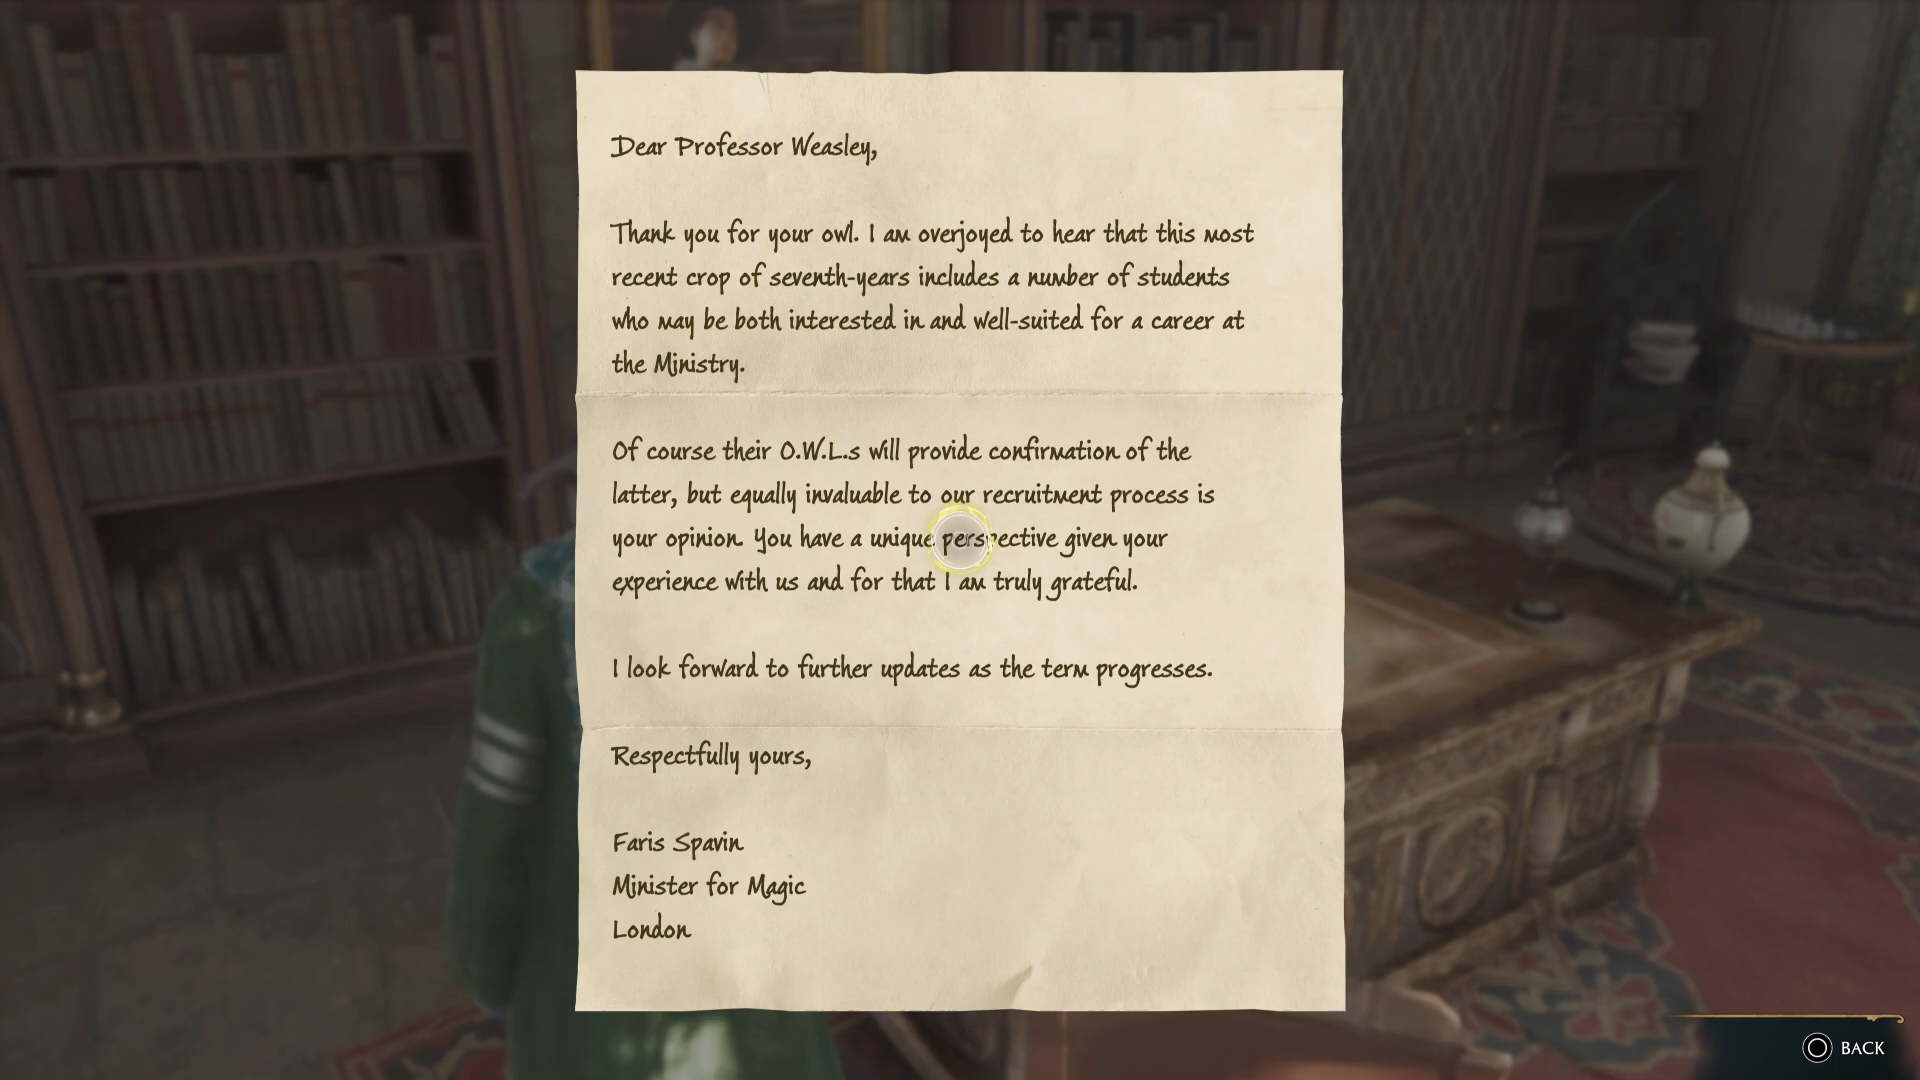 Dear Professor Weasley,
Thank you for your owl. I am overjoyed to hear that this most
recent crop of seventh-years includes a number of students
who may be both interested in and well-suited for a career at
the Ministry.
Of course their O.W.L.s will provide confirmation of the
latter, but equally invaluable to our recruitment process is
your opinion. You have a unique perspective given your
experience with us and for that I am truly grateful.
I look forward to further updates as the term progresses.
Respectfully yours,
Faris Spavin
Minister for Magic
London
BACK